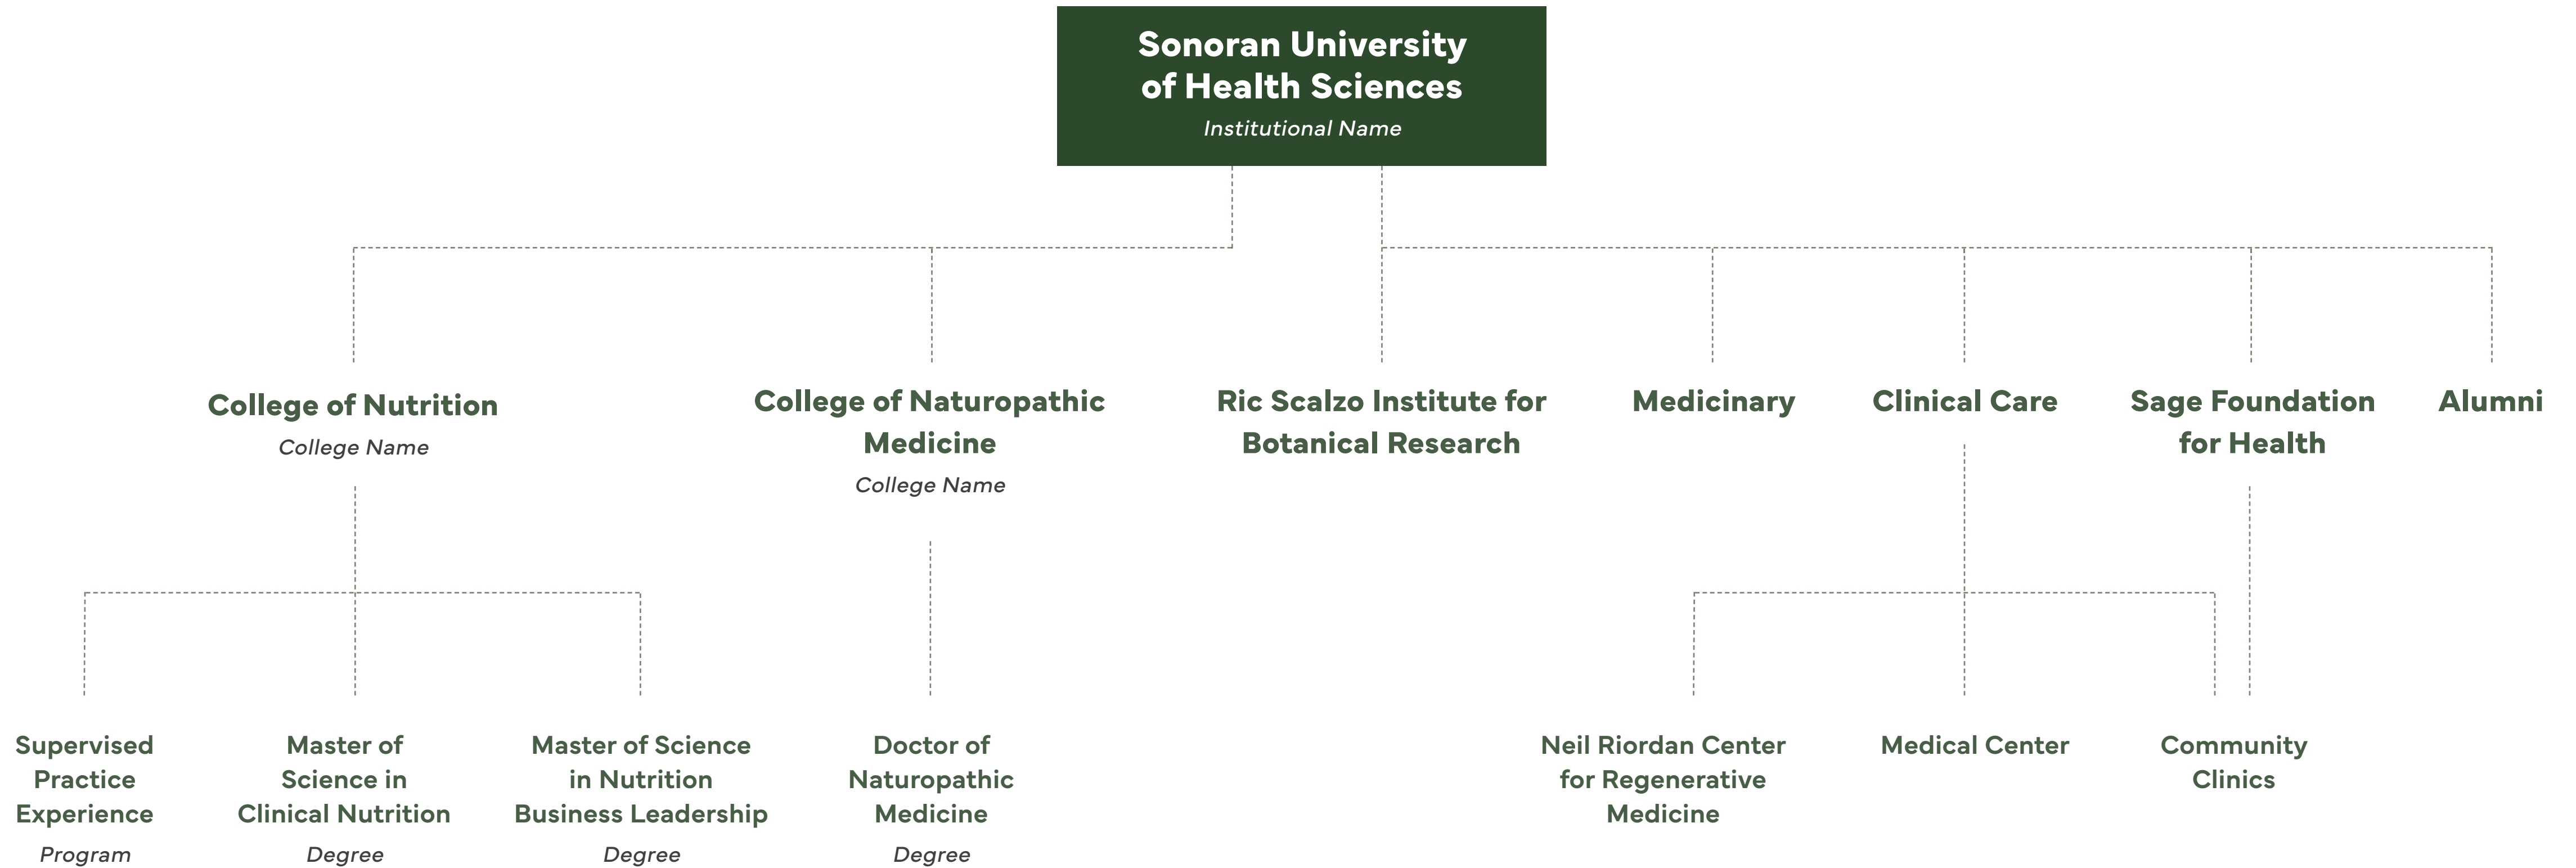 Sonoran University
of Health Sciences
Institutional Name
College of Nutrition
College Name
College of Naturopathic
Medicine
College Name
Ric Scalzo Institute for
Botanical Research
Medicinary
Clinical Care
Sage Foundation
for Health
Alumni
Supervised
Practice
Experience
Program
Master of
Science in
Clinical Nutrition
Degree
Master of Science
in Nutrition
Business Leadership
Degree
Doctor of
Naturopathic
Medicine
Degree
Neil Riordan Center
for Regenerative
Medicine
Medical Center
Community
Clinics